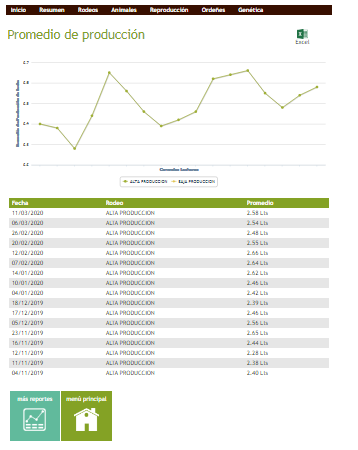 Inicio Resumen Rodeos Animales Reproducción Ordeñes Genética
Promedio de producción
Excel
ALTA PRODUCCION BAJA PRODUCCION
Fecha Rodeo Promedio
11/03/2020 ALTA PRODUCCION 2.58 Lts
06/03/2020 ALTA PRODUCCION 2.54 Lts
26/02/2020 ALTA PRODUCCION 2.48 Lts
20/02/2020 ALTA PRODUCCION 2.55 Lts
12/02/2020 ALTA PRODUCCION 2.66 Lts
07/02/2020 ALTA PRODUCCION 2.64 Lts
14/01/2020 ALTA PRODUCCION 2.62 Lts
10/01/2020 ALTA PRODUCCION 2.46 Lts
04/01/2020 ALTA PRODUCCION 2.42 Lts
18/12/2019 ALTA PRODUCCION 2.39 Lts
17/12/2019 ALTA PRODUCCION 2.46 Lts
05/12/2019 ALTA PRODUCCION 2.56 Lts
23/11/2019 ALTA PRODUCCION 2.65 Lts
16/11/2019 ALTA PRODUCCION 2.44 Lts
12/11/2019 ALTA PRODUCCION 2.28 Lts
11/11/2019 ALTA PRODUCCION 2.38 Lts
04/11/2019 ALTA PRODUCCION 2.40 Lts
más reportes menú principal